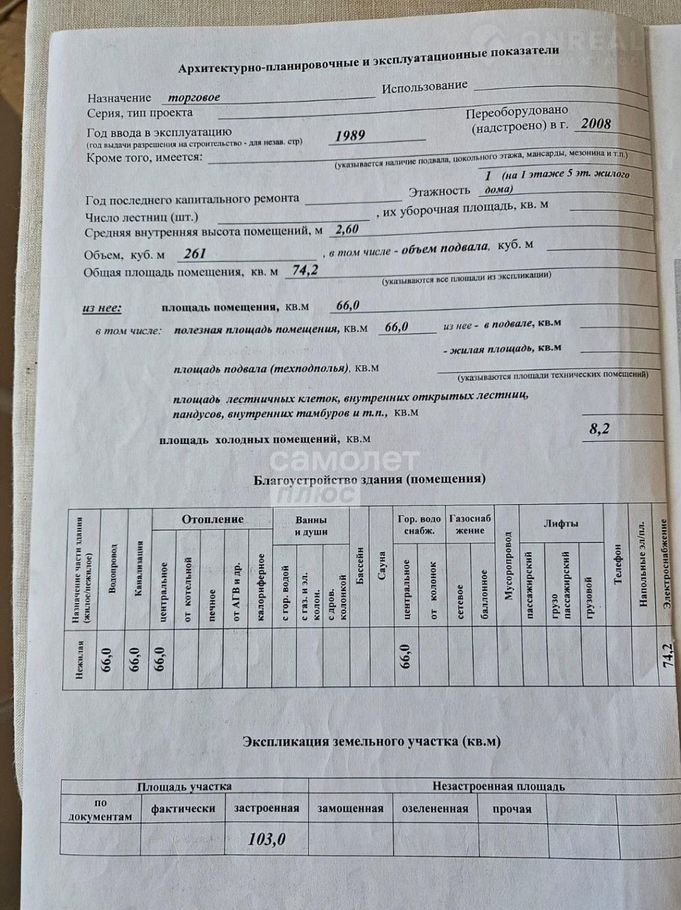 ONREAL
Архитектурно-планировочные и эксплуатационные показатели
Назначение торговое Использование
Серия, тип проекта
Год ввода в эксплуатацию 1989 Переоборудовано (надстроено) в г. 2008
(год выдачи разрешения на строительство - для незав. стр)
Кроме того, имеется:
(указывается наличие подвала, цокольного этажа, мансарды, мезонина и т.п.)
Год последнего капитального ремонта Этажность 1 (на 1 этаже 5 эт. жилого дома)
Число лестниц (шт.) , их уборочная площадь, кв. м
Средняя внутренняя высота помещений, м 2,60
Объем, куб. м 261 , в том числе - объем подвала, куб. м
Общая площадь помещения, кв. м 74,2
(указываются все площади из экспликации)
из нее: площадь помещения, кв.м 66,0
в том числе: полезная площадь помещения, кв.м 66,0 из нее - в подвале, кв.м
- жилая площадь, кв.м
площадь подвала (техподполья), кв.м
(указываются площади технических помещений)
площадь лестничных клеток, внутренних открытых лестниц,
пандусов, внутренних тамбуров и т.п., кв.м
площадь холодных помещений, кв.м 8,2
самолет
плюс
Благоустройство здания (помещения)
Назначение части здания (жилое/нежилое)
Водопровод
Канализация
Отопление
центральное
от котельной
печное
от АГВ и др.
калориферное
Ванны и души
с гор. водой
с газ. и эл. колон.
с дров. колонкой
Бассейн
Сауна
Гор. водо снабж.
центральное
от колонок
Газоснаб жение
сетевое
баллонное
Мусоропровод
Лифты
пассажирский
грузо пассажирский
грузовой
Телефон
Напольные эл/пл.
Электроснабжение
Нежилая 66,0 66,0 66,0 66,0 74,2
Экспликация земельного участка (кв.м)
Площадь участка Незастроенная площадь
по документам фактически застроенная замощенная озелененная прочая
103,0